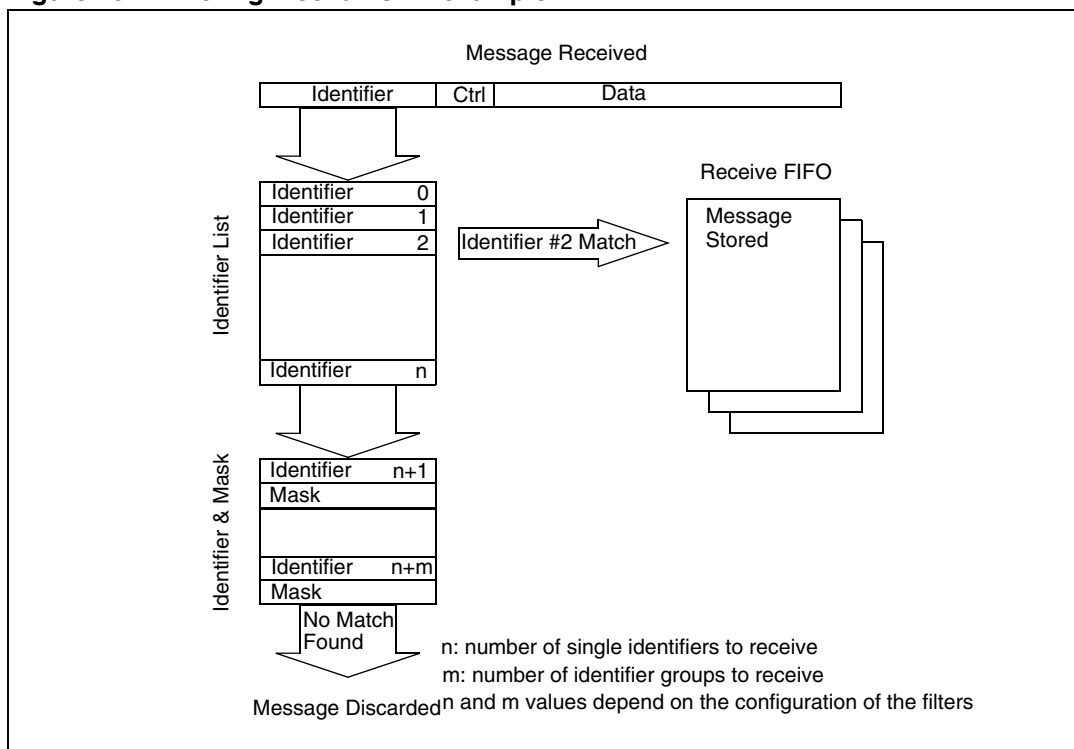 Message Received
Identifier Ctrl Data
Receive FIFO
Identifier List
Identifier 0
Identifier 1
Identifier 2
Identifier #2 Match
Message
Stored
Identifier n
Identifier & Mask
Identifier n+1
Mask
Identifier n+m
Mask
No Match
Found
Message Discarded
n: number of single identifiers to receive
m: number of identifier groups to receive
n and m values depend on the configuration of the filters